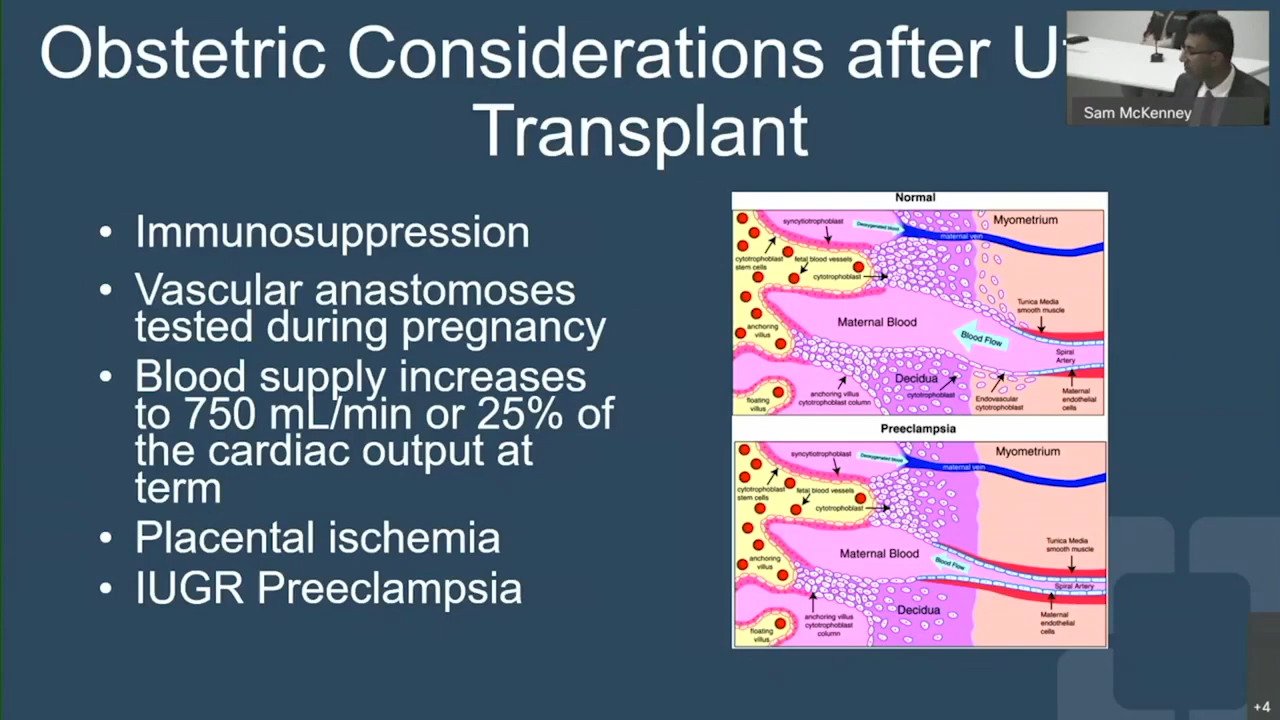 Obstetric Considerations after Ut
Transplant
Sam McKenney
• Immunosuppression
• Vascular anastomoses
tested during pregnancy
• Blood supply increases
to 750 mL/min or 25% of
the cardiac output at
term
• Placental ischemia
• IUGR Preeclampsia
Normal
syncytiotrophoblast
Deoxygenated blood
maternal vein
Myometrium
cytotrophoblast
stem cells
fetal blood vessels
cytotrophoblast
Tunica Media
smooth muscle
anchoring
villus
Maternal Blood
Blood Flow
Spiral
Artery
Decidua
cytotrophoblast
floating
villus
anchoring villus
cytotrophoblast column
Endovascular
cytotrophoblast
Maternal
endothelial
cells
Preeclampsia
syncytiotrophoblast
Deoxygenated blood
maternal vein
Myometrium
cytotrophoblast
stem cells
fetal blood vessels
cytotrophoblast
Tunica Media
smooth muscle
anchoring
villus
Maternal Blood
Blood Flow
Spiral Artery
Decidua
floating
villus
anchoring villus
cytotrophoblast
column
Maternal
endothelial
cells
+4